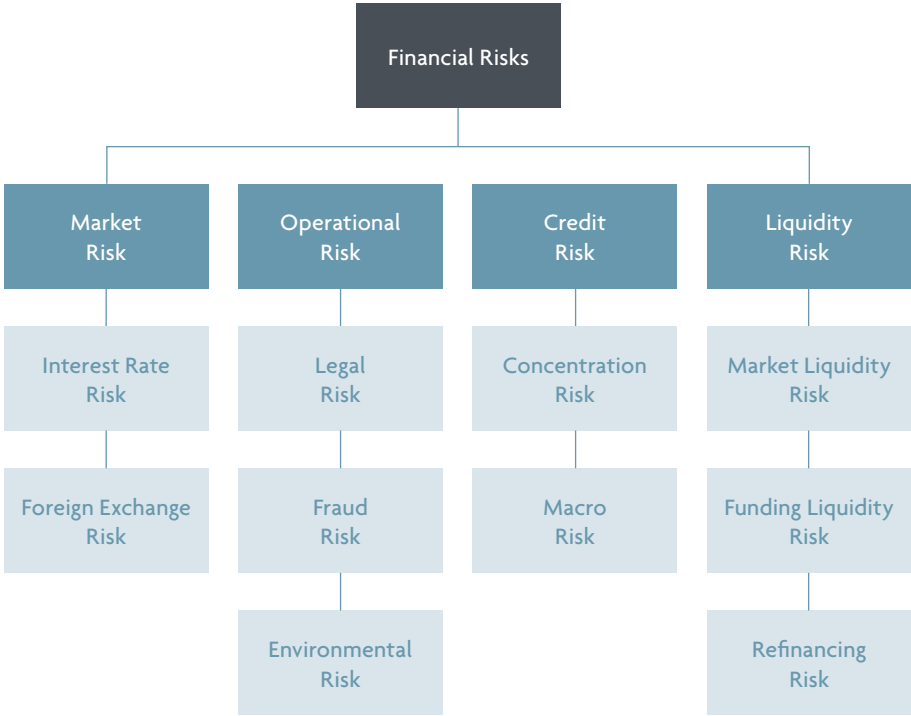 Financial Risks
Market
Risk
Operational
Risk
Credit
Risk
Liquidity
Risk
Interest Rate
Risk
Legal
Risk
Concentration
Risk
Market Liquidity
Risk
Foreign Exchange
Risk
Fraud
Risk
Macro
Risk
Funding Liquidity
Risk
Environmental
Risk
Refinancing
Risk